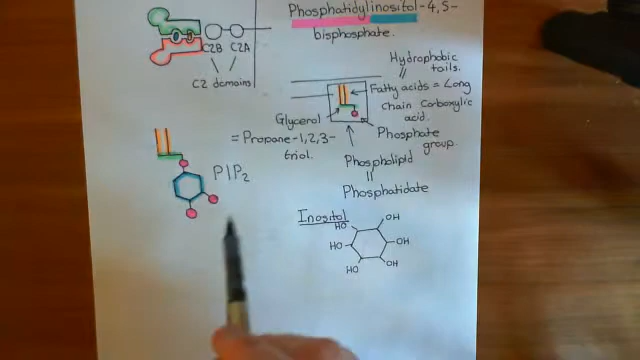 Phosphatidylinositol-4,5-
bisphosphate.
C2B C2A
C2 domains
Hydrophobic
tails.
Fatty acids = Long
Chain Carboxylic
acid.
Glycerol
= Propane-1,2,3-
triol.
Phosphate
group.
Phospholipid
=
Phosphatidate
PIP2
Inositol
HO OH
HO OH
HO OH